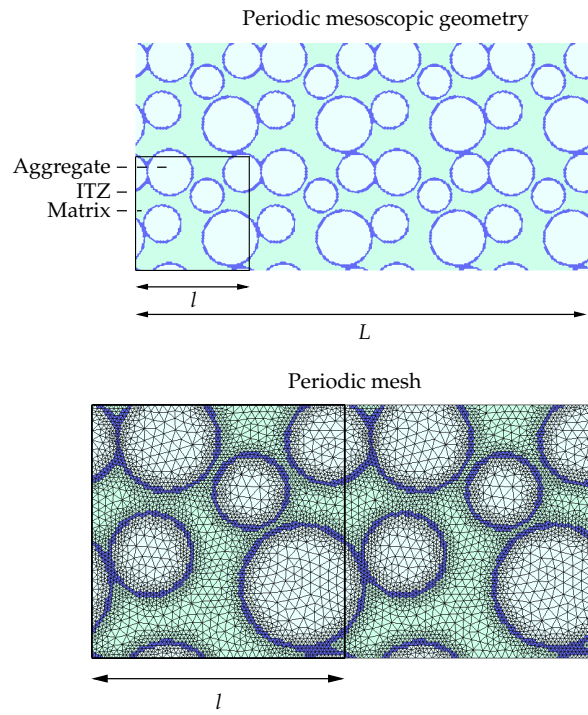 Periodic mesoscopic geometry
Aggregate
ITZ
Matrix
l
L
Periodic mesh
l